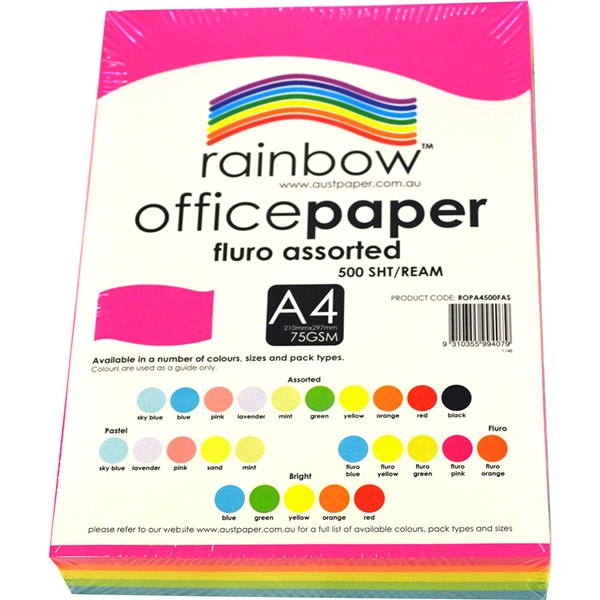 rainbow™
www.austpaper.com.au
officepaper
fluro assorted
500 SHT/REAM
A4
210mmx297mm
75GSM
PRODUCT CODE: ROPA4500FAS
9 310355 994079
1148
Available in a number of colours, sizes and pack types.
Colours are used as a guide only.
Assorted
sky blue blue pink lavender mint green yellow orange red black
Pastel
sky blue lavender pink sand mint
Fluro
fluro blue fluro yellow fluro green fluro pink fluro orange
Bright
blue green yellow orange red
please refer to our website www.austpaper.com.au for a full list of available colours, pack types and sizes